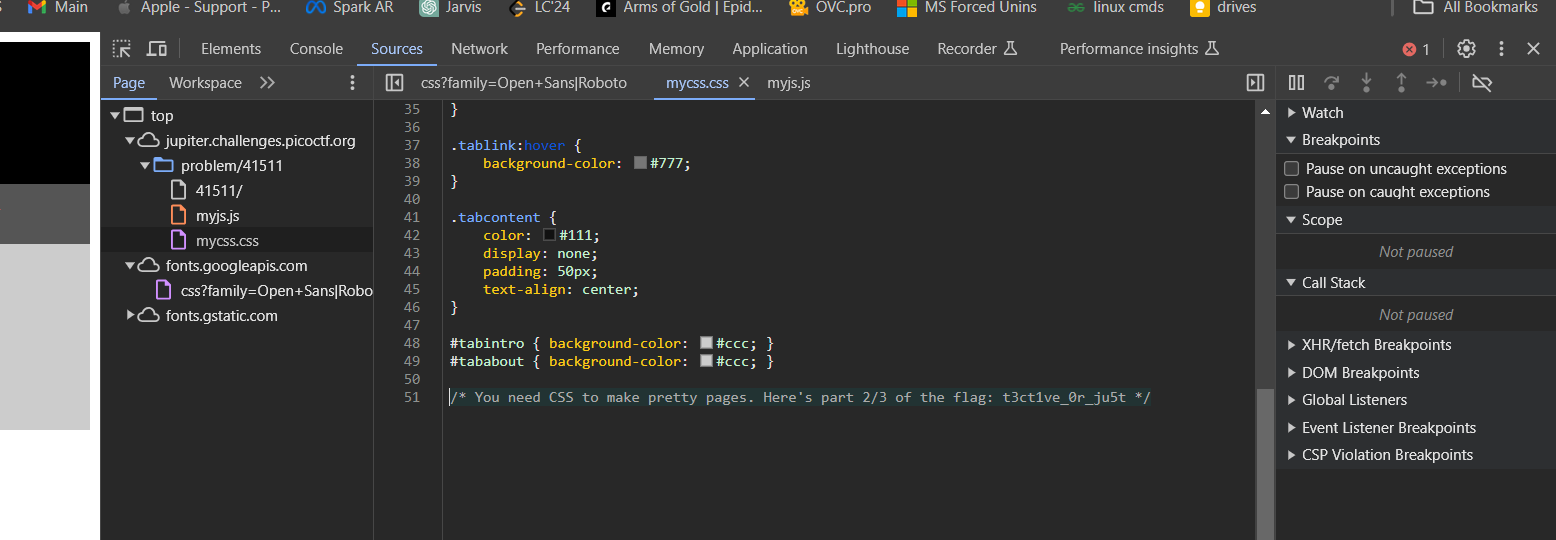 Main Apple - Support - P... Spark AR Jarvis LC'24 Arms of Gold | Epid... OVC.pro MS Forced Unins linux cmds drives All Bookmarks
Elements Console Sources Network Performance Memory Application Lighthouse Recorder Performance insights 1
Page Workspace css?family=Open+Sans|Roboto mycss.css myjs.js
top
jupiter.challenges.picoctf.org
problem/41511
41511/
myjs.js
mycss.css
fonts.googleapis.com
css?family=Open+Sans|Robo
fonts.gstatic.com
35 }
36
37 .tablink:hover {
38 background-color: #777;
39 }
40
41 .tabcontent {
42 color: #111;
43 display: none;
44 padding: 50px;
45 text-align: center;
46 }
47
48 #tabintro { background-color: #ccc; }
49 #tababout { background-color: #ccc; }
50
51 /* You need CSS to make pretty pages. Here's part 2/3 of the flag: t3ct1ve_0r_ju5t */
Watch
Breakpoints
Pause on uncaught exceptions
Pause on caught exceptions
Scope
Not paused
Call Stack
Not paused
XHR/fetch Breakpoints
DOM Breakpoints
Global Listeners
Event Listener Breakpoints
CSP Violation Breakpoints